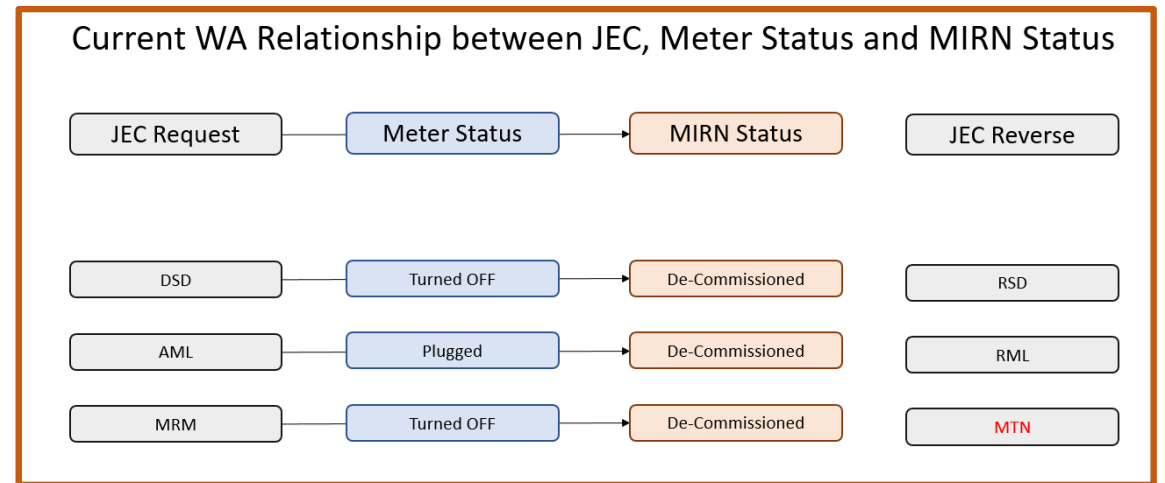 Current WA Relationship between JEC, Meter Status and MIRN Status
JEC Request Meter Status MIRN Status JEC Reverse
DSD Turned OFF De-Commissioned RSD
AML Plugged De-Commissioned RML
MRM Turned OFF De-Commissioned MTN